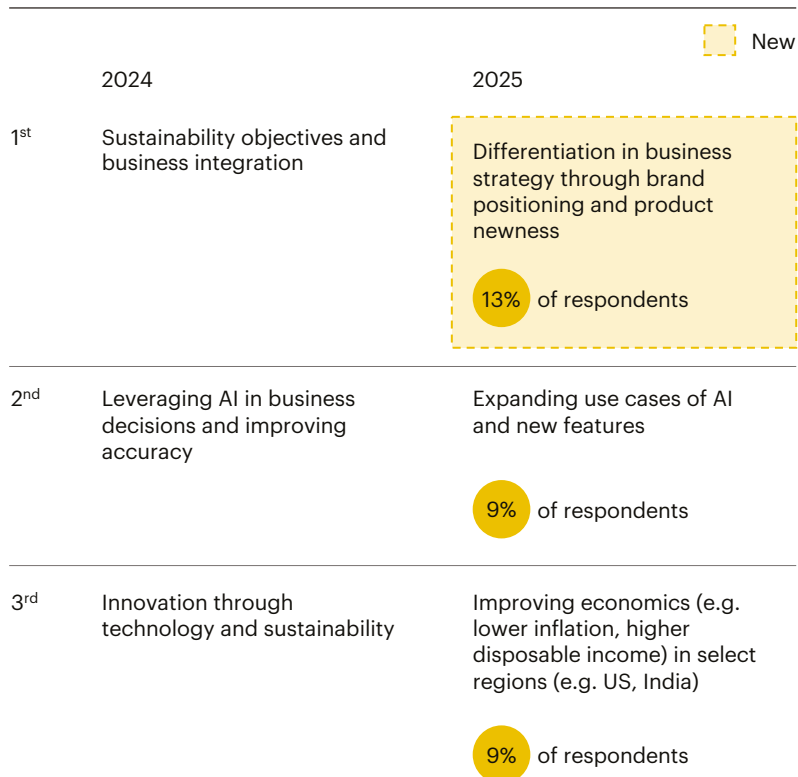 New
2024
2025
1st
Sustainability objectives and
business integration
Differentiation in business
strategy through brand
positioning and product
newness
13% of respondents
2nd
Leveraging AI in business
decisions and improving
accuracy
Expanding use cases of AI
and new features
9% of respondents
3rd
Innovation through
technology and sustainability
Improving economics (e.g.
lower inflation, higher
disposable income) in select
regions (e.g. US, India)
9% of respondents